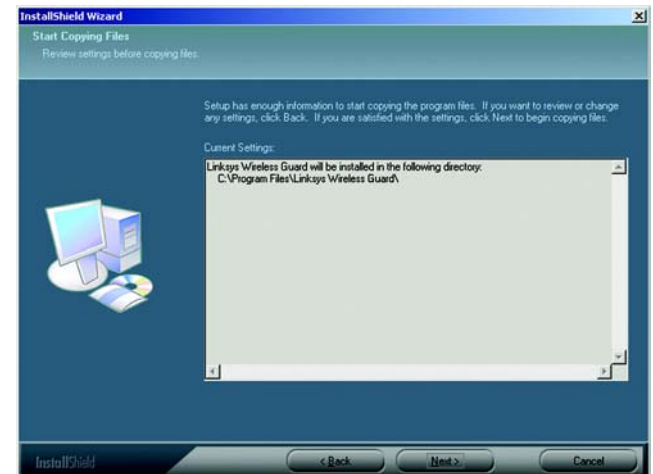 InstallShield Wizard
Start Copying Files
Review settings before copying files.
Setup has enough information to start copying the program files. If you want to review or change
any settings, click Back. If you are satisfied with the settings, click Next to begin copying files.
Current Settings:
Linksys Wireless Guard will be installed in the following directory:
C:\Program Files\Linksys Wireless Guard\
InstallShield
< Back
Next >
Cancel